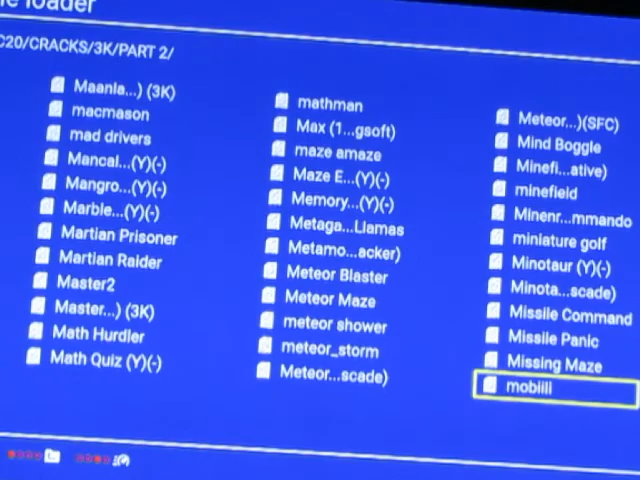 e loader
C20/CRACKS/3K/PART 2/
Maania...) (3K)
macmason
mad drivers
Mancal...(Y)(-)
Mangro...(Y)(-)
Marble...(Y)(-)
Martian Prisoner
Martian Raider
Master2
Master...) (3K)
Math Hurdler
Math Quiz (Y)(-)
mathman
Max (1...gsoft)
maze amaze
Maze E...(Y)(-)
Memory...(Y)(-)
Metaga...Llamas
Metamo...acker)
Meteor Blaster
Meteor Maze
meteor shower
meteor_storm
Meteor...scade)
Meteor...)(SFC)
Mind Boggle
Minefi...ative)
minefield
Minenr...mmando
miniature golf
Minotaur (Y)(-)
Minota...scade)
Missile Command
Missile Panic
Missing Maze
mobiili